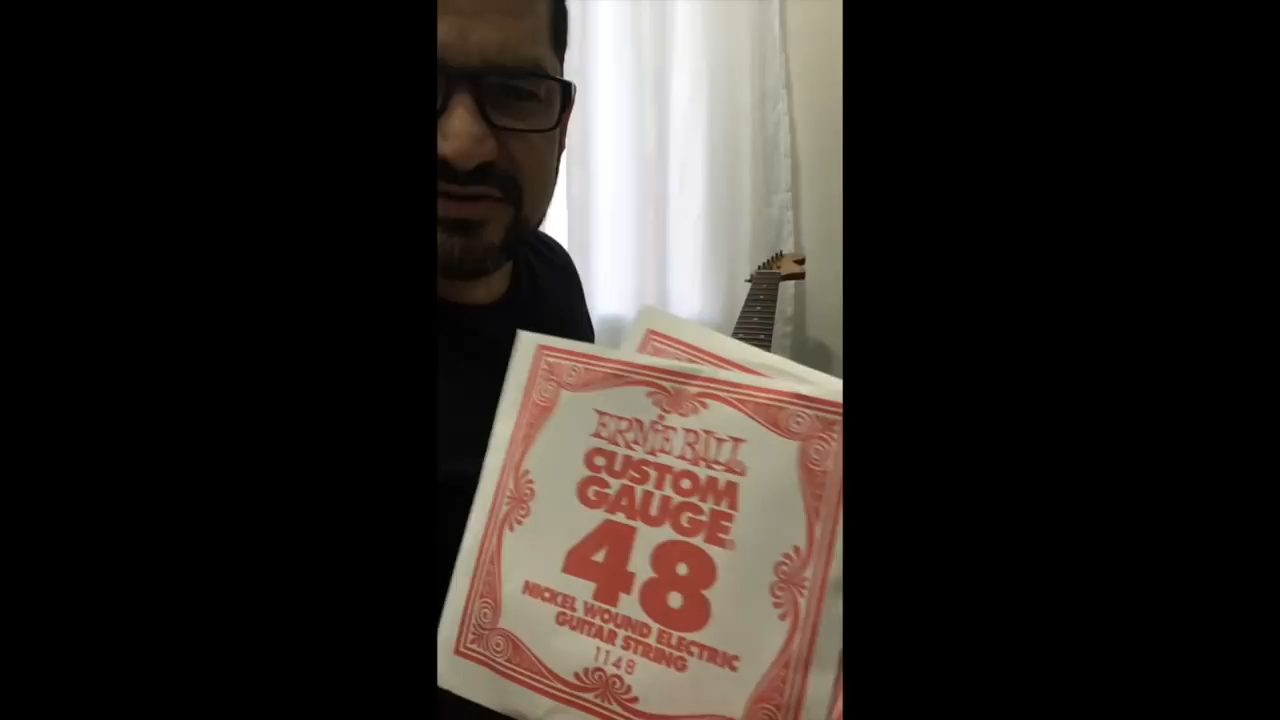 ERNIE BALL
CUSTOM
GAUGE
48
NICKEL WOUND ELECTRIC
GUITAR STRING
1148